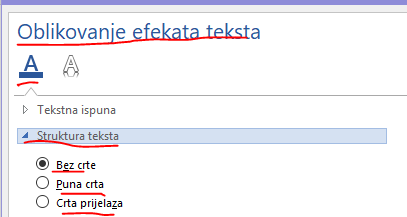 Oblikovanje efekata teksta
A A
Tekstna ispuna
Struktura teksta
Bez crte
Puna crta
Crta prijelaza